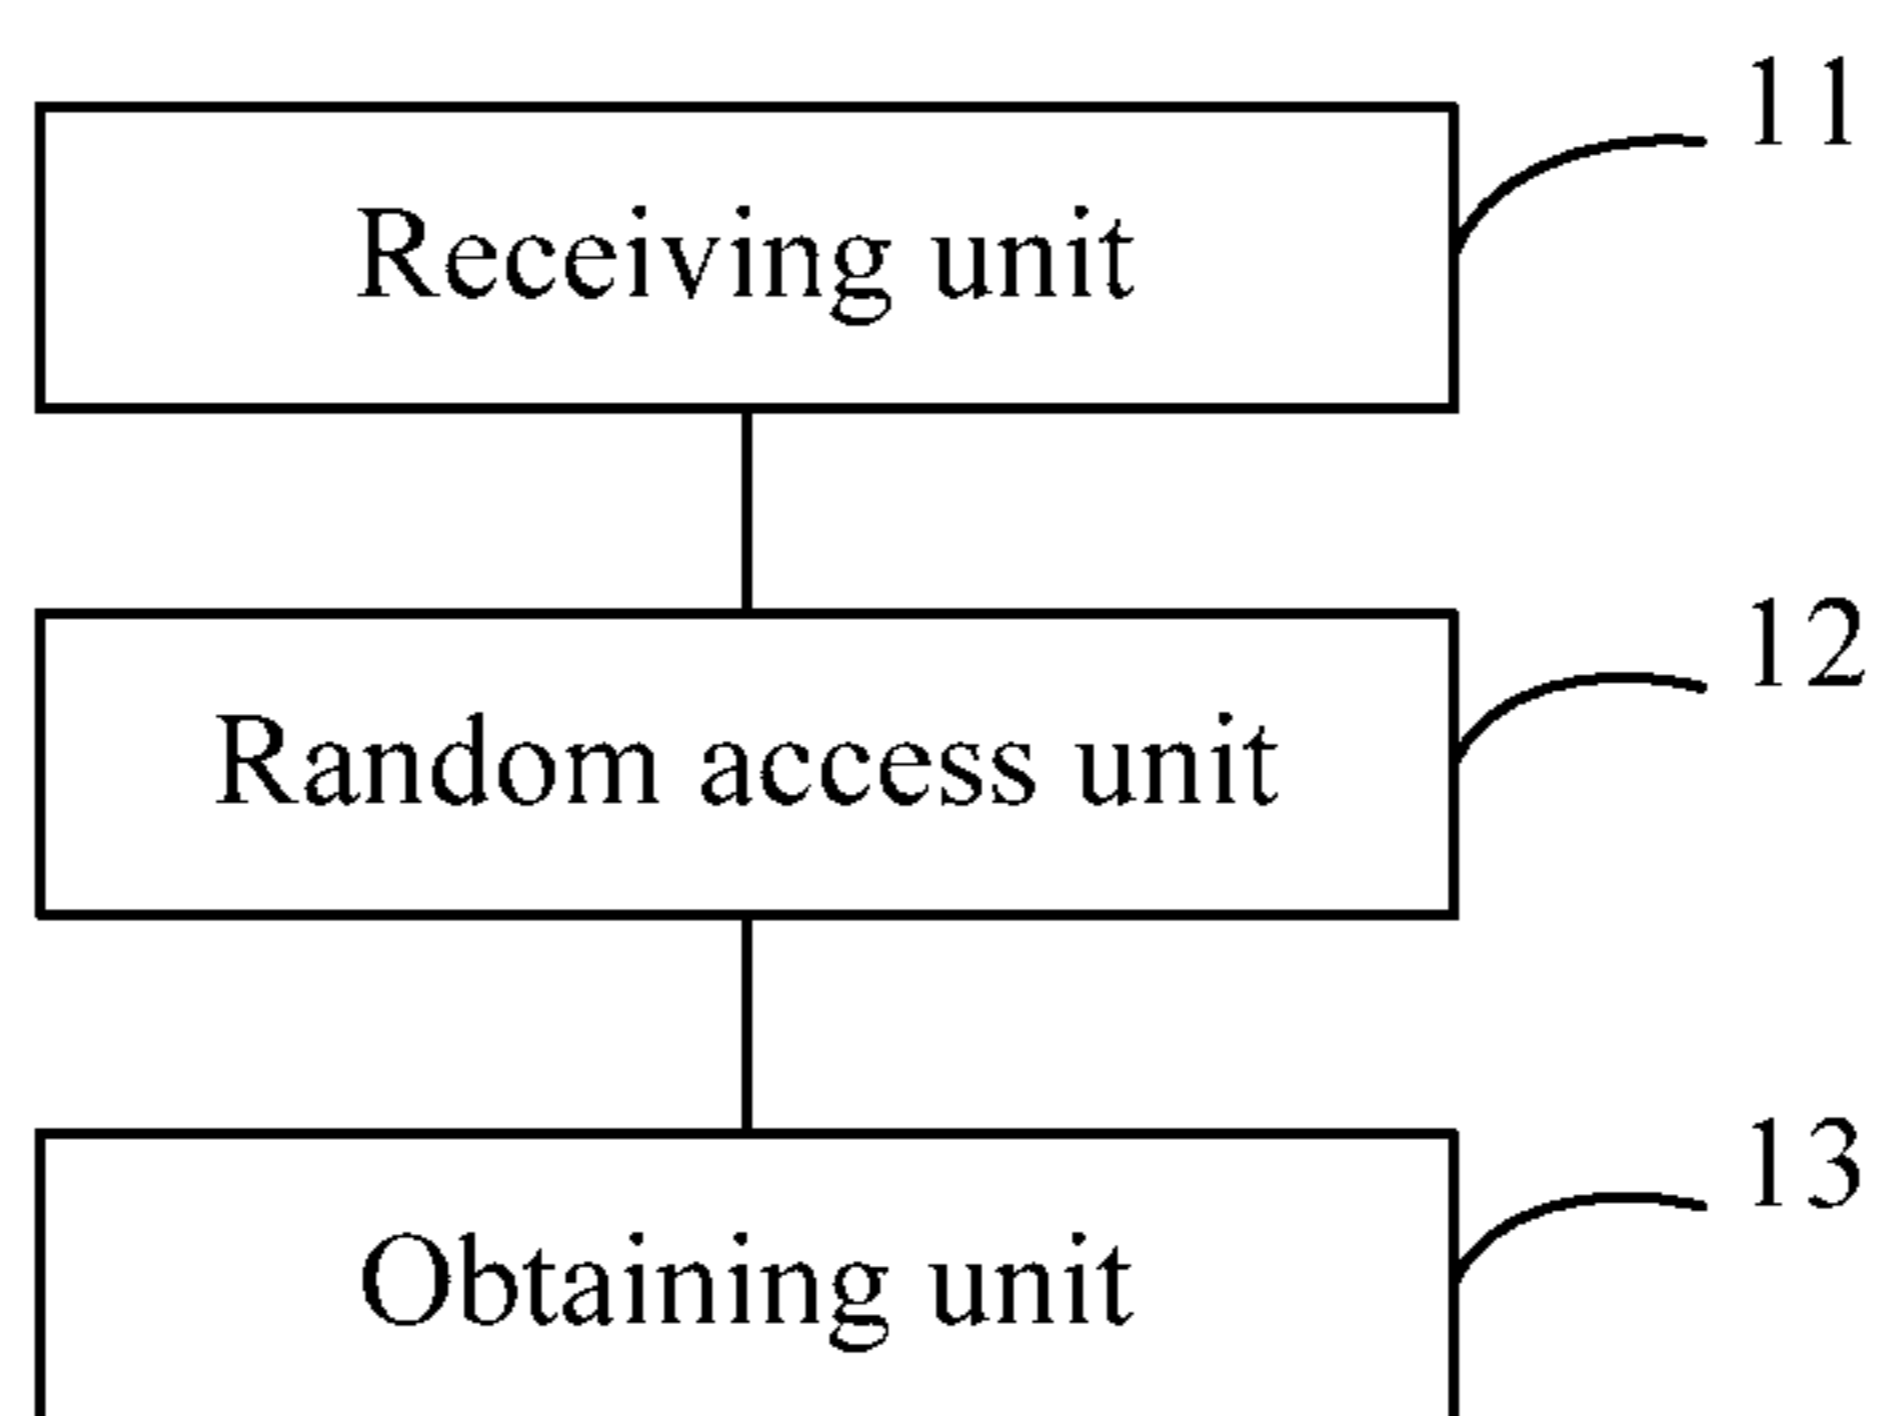 11
Receiving unit
12
Random access unit
13
Obtaining unit